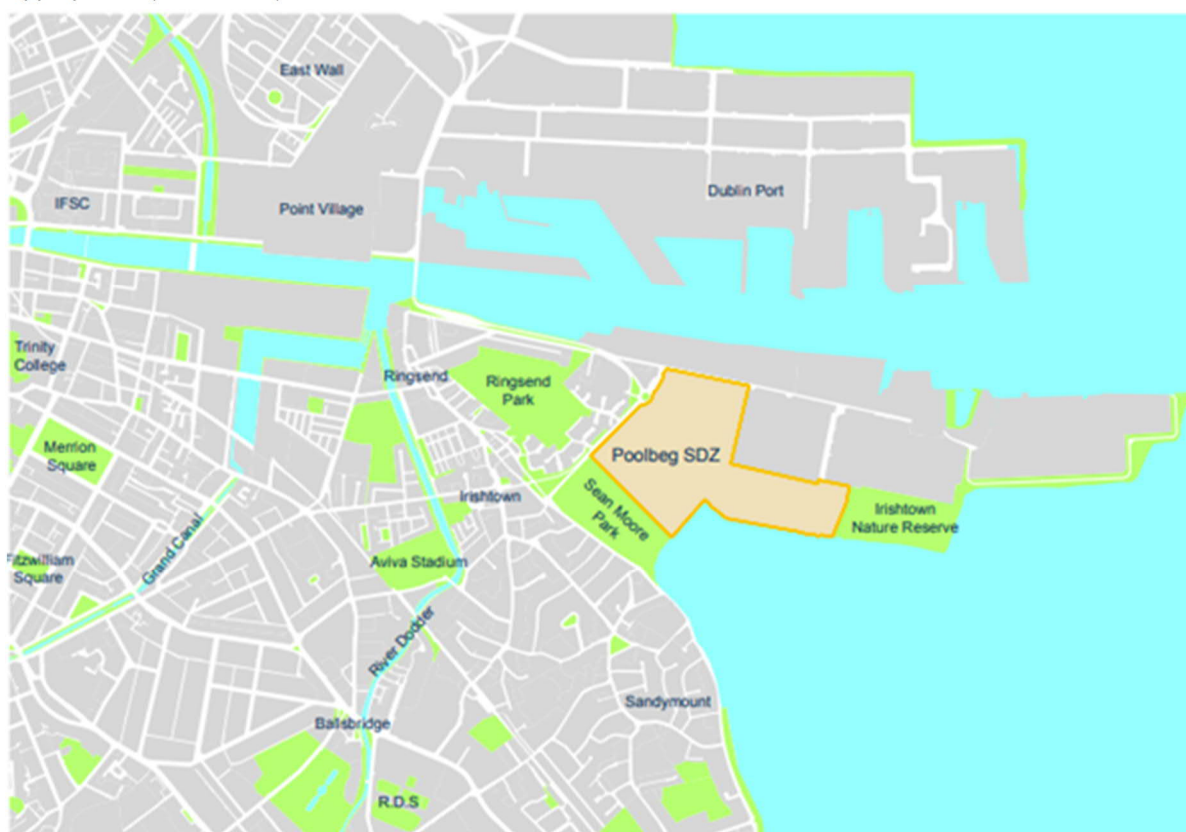 East Wall
Dublin Port
IFSC
Point Village
Trinity
College
Ringsend
Ringsend
Park
Merrion
Square
Poolbeg SDZ
Irishtown
Sean Moore
Park
Irishtown
Nature Reserve
Grand Canal
Aviva Stadium
Fitzwilliam
Square
River Dodder
Sandymount
Ballsbridge
R.D.S